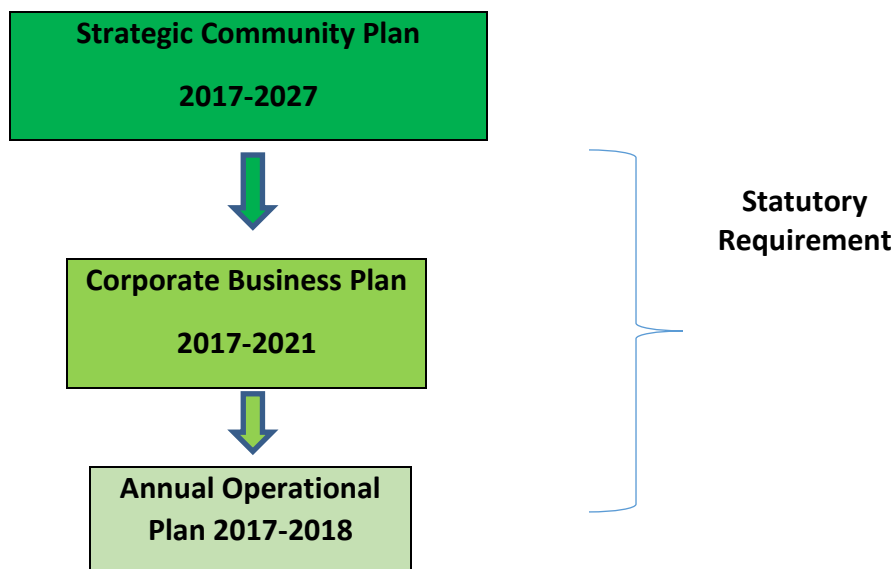 Strategic Community Plan
2017-2027
Statutory
Requirement
Corporate Business Plan
2017-2021
Annual Operational
Plan 2017-2018